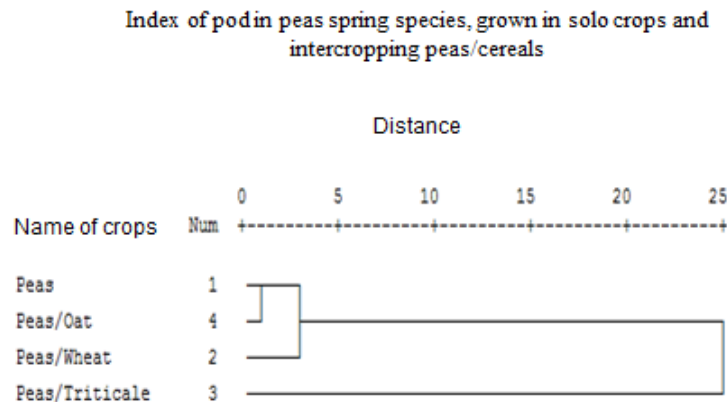 Index of pod in peas spring species, grown in solo crops and
intercropping peas/cereals
Distance
0 5 10 15 20 25
Name of crops Num +---------+---------+---------+---------+---------+
Peas 1
Peas/Oat 4
Peas/Wheat 2
Peas/Triticale 3